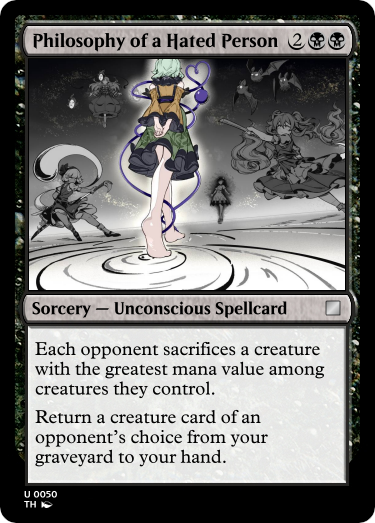 Philosophy of a Hated Person 2
Sorcery — Unconscious Spellcard
Each opponent sacrifices a creature
with the greatest mana value among
creatures they control.
Return a creature card of an
opponent's choice from your
graveyard to your hand.
U 0050
TH